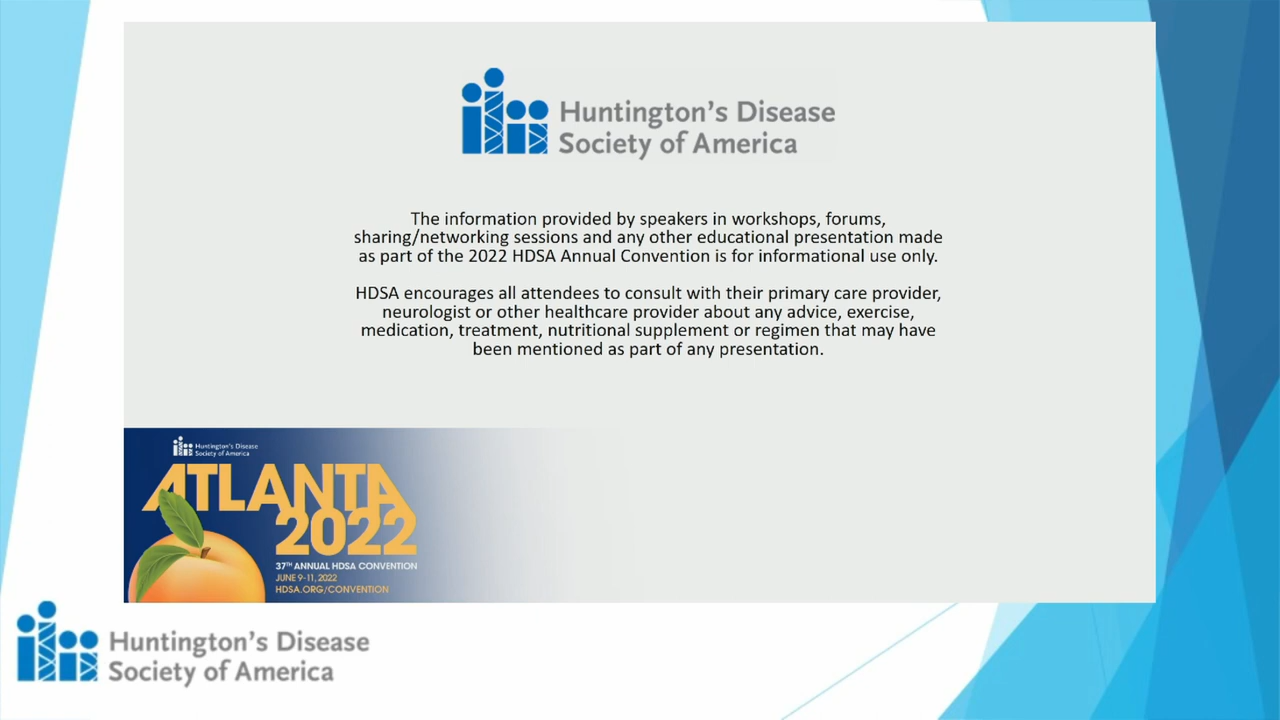 Huntington's Disease
Society of America
The information provided by speakers in workshops, forums,
sharing/networking sessions and any other educational presentation made
as part of the 2022 HDSA Annual Convention is for informational use only.
HDSA encourages all attendees to consult with their primary care provider,
neurologist or other healthcare provider about any advice, exercise,
medication, treatment, nutritional supplement or regimen that may have
been mentioned as part of any presentation.
Huntington's Disease
Society of America
ATLANTA
2022
37TH ANNUAL HDSA CONVENTION
JUNE 9-11, 2022
HDSA.ORG/CONVENTION
Huntington's Disease
Society of America